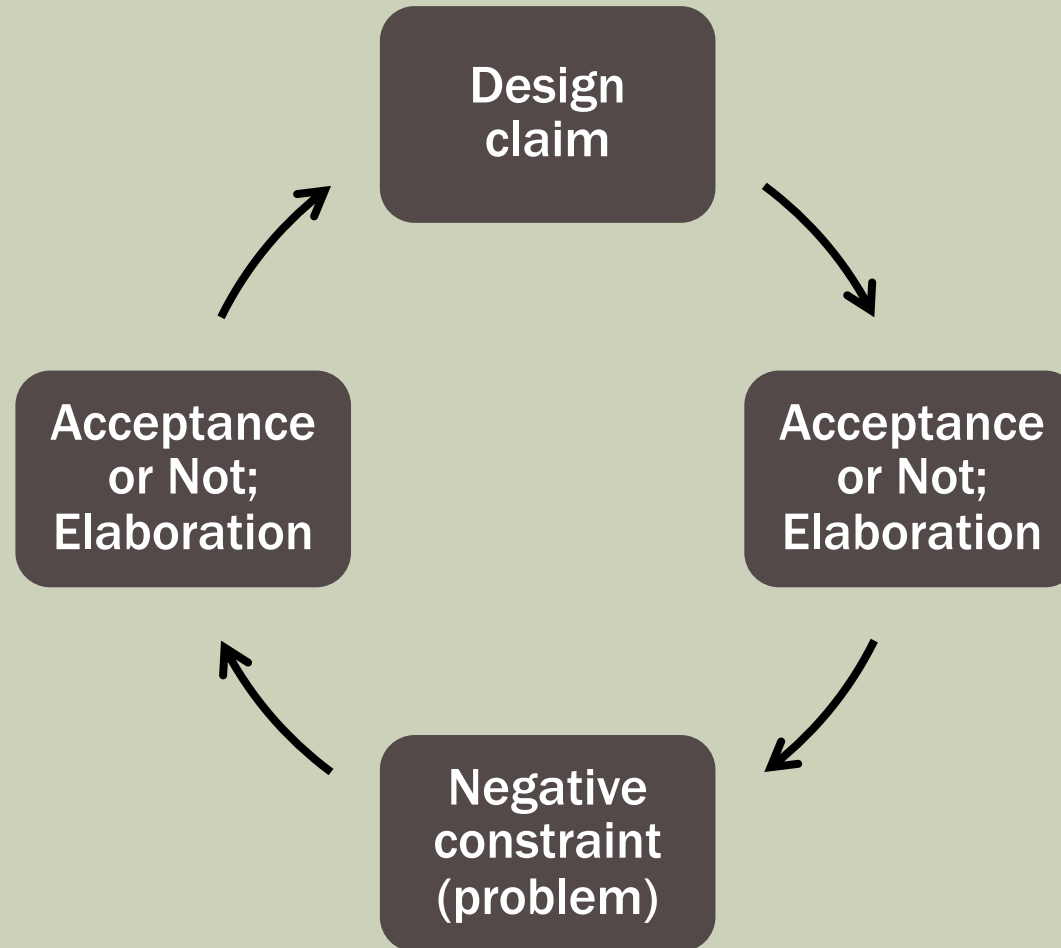 Design
claim
Acceptance
or Not;
Elaboration
Acceptance
or Not;
Elaboration
Negative
constraint
(problem)